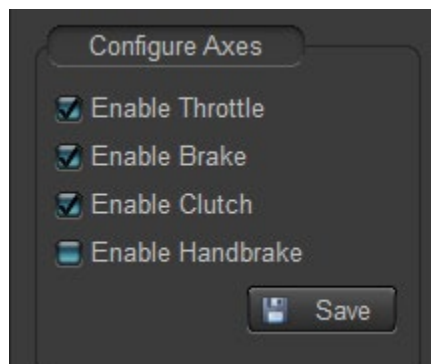 Configure Axes
Enable Throttle
Enable Brake
Enable Clutch
Enable Handbrake
Save